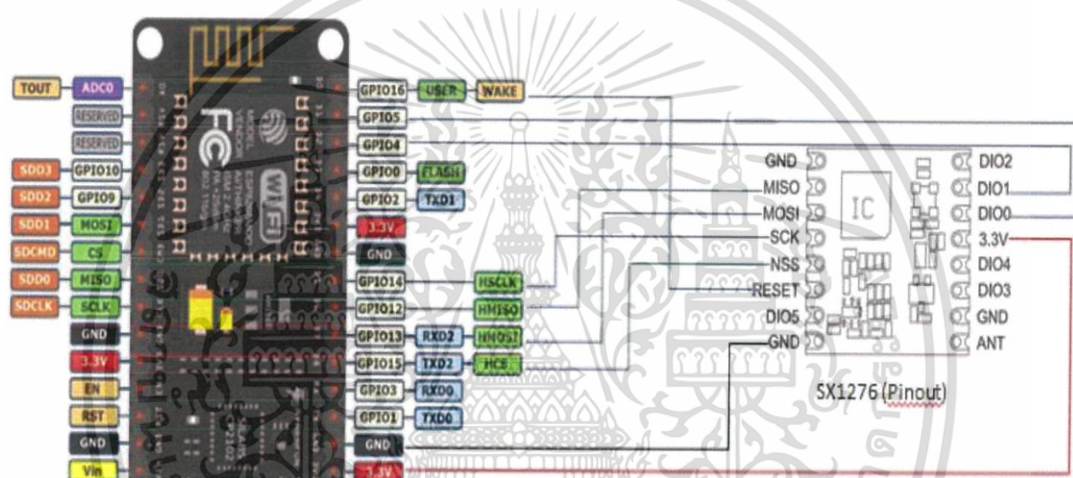 TOUT ADC0 GPIO16 USER WAKE
RESERVED GPIO5
RESERVED GPIO4
SDD3 GPIO10 GPIO0 FLASH
SDD2 GPIO9 GPIO2 TXD1
SDD1 MOSI 3.3V
SDCMD CS GND
SDD0 MISO GPIO14 HSCLK
SDCLK SCLK GPIO12 HMISO
GND GPIO13 RXD2 HMOSI
3.3V GPIO15 TXD2 HCS
EN GPIO3 RXD0
RST GPIO1 TXD0
GND GND
Vin 3.3V
FC WiFi
GND DIO2
MISO DIO1
MOSI DIO0
SCK 3.3V
NSS DIO4
RESET DIO3
DIO5 GND
GND ANT
IC
SX1276 (Pinout)